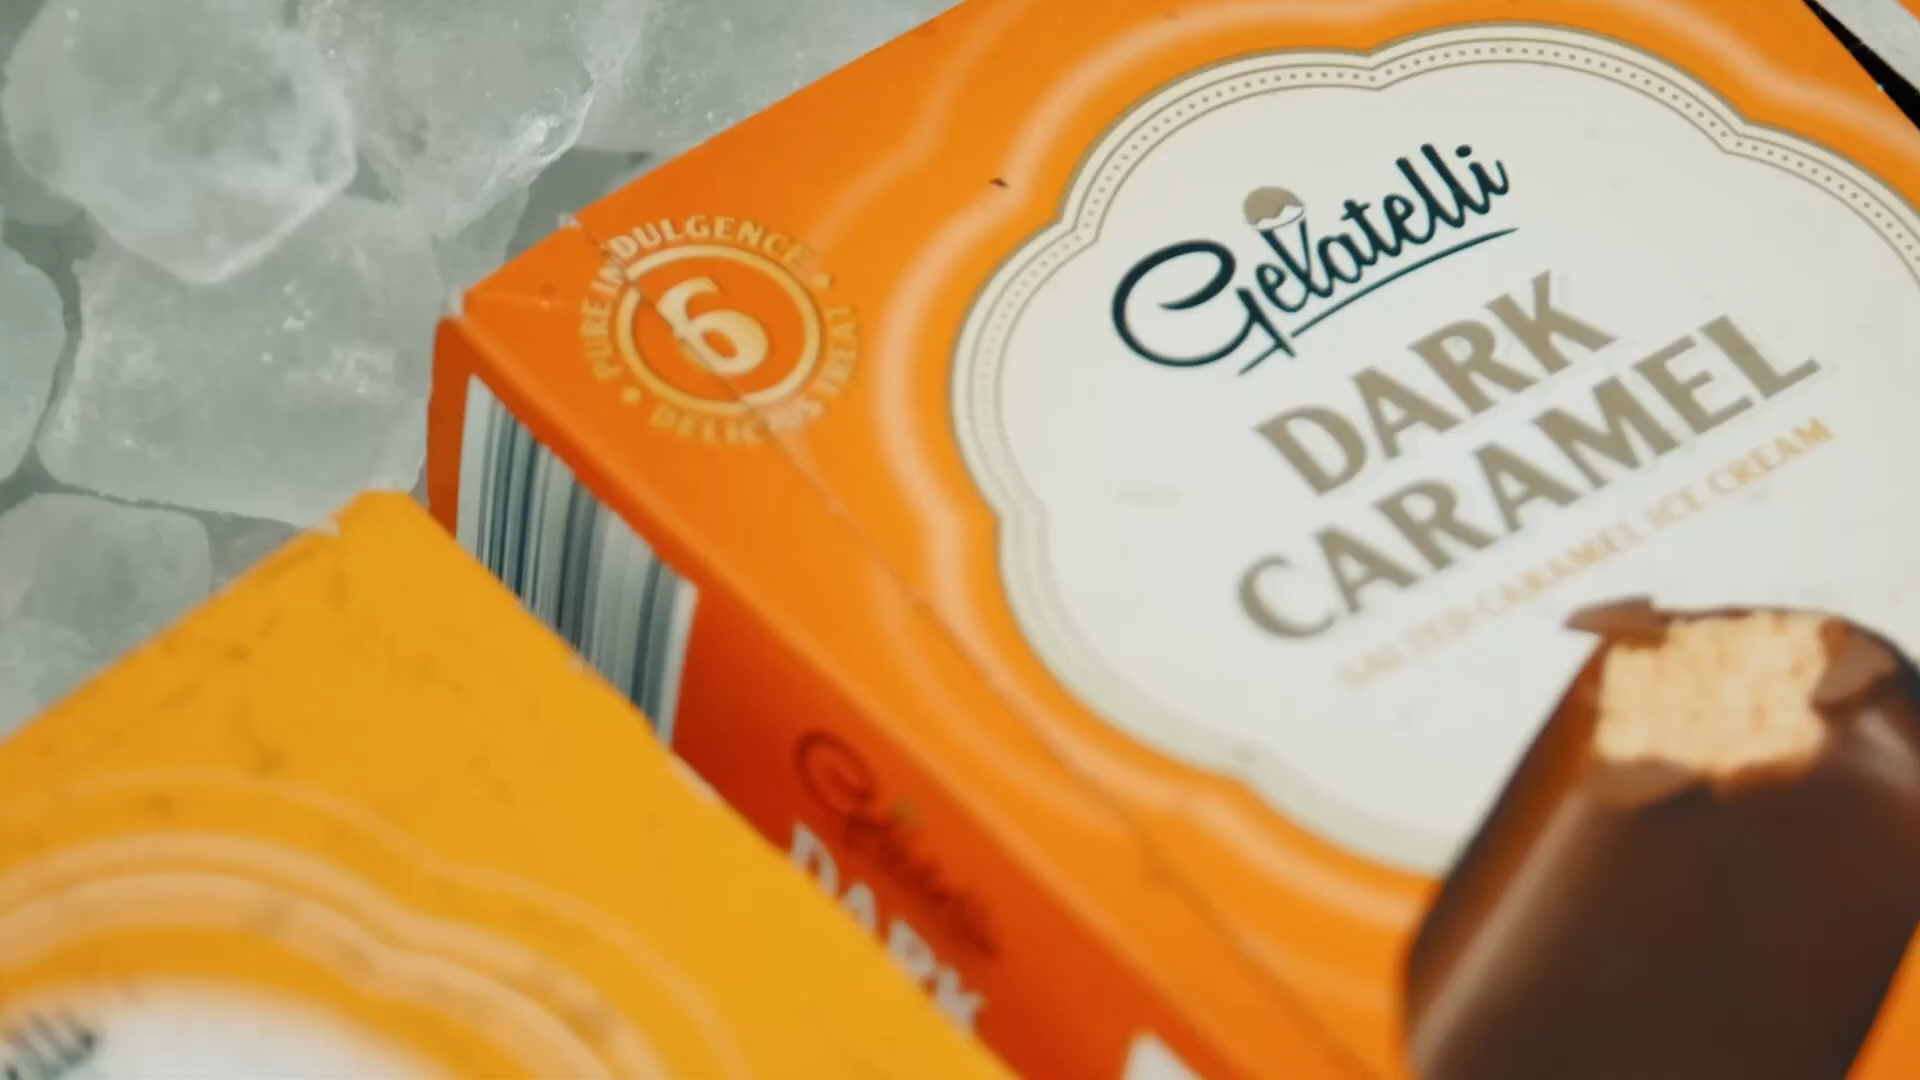 PURE INDULGENCE
6
DELICIOUS TREAT
Gelatelli
DARK
CARAMEL
SALTED CARAMEL ICE CREAM
DARK